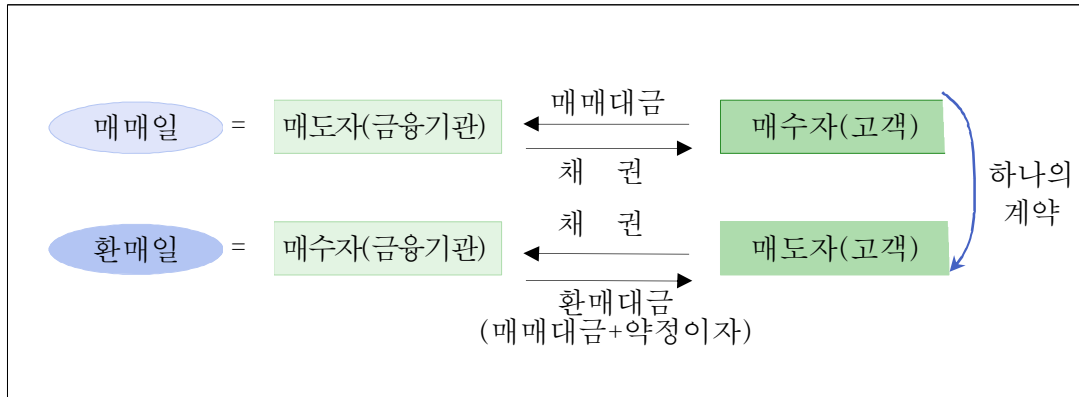 매매일 = 매도자(금융기관) 매매대금 매수자(고객)
채 권
하나의
계약
환매일 = 매수자(금융기관) 채 권 매도자(고객)
환매대금
(매매대금+약정이자)